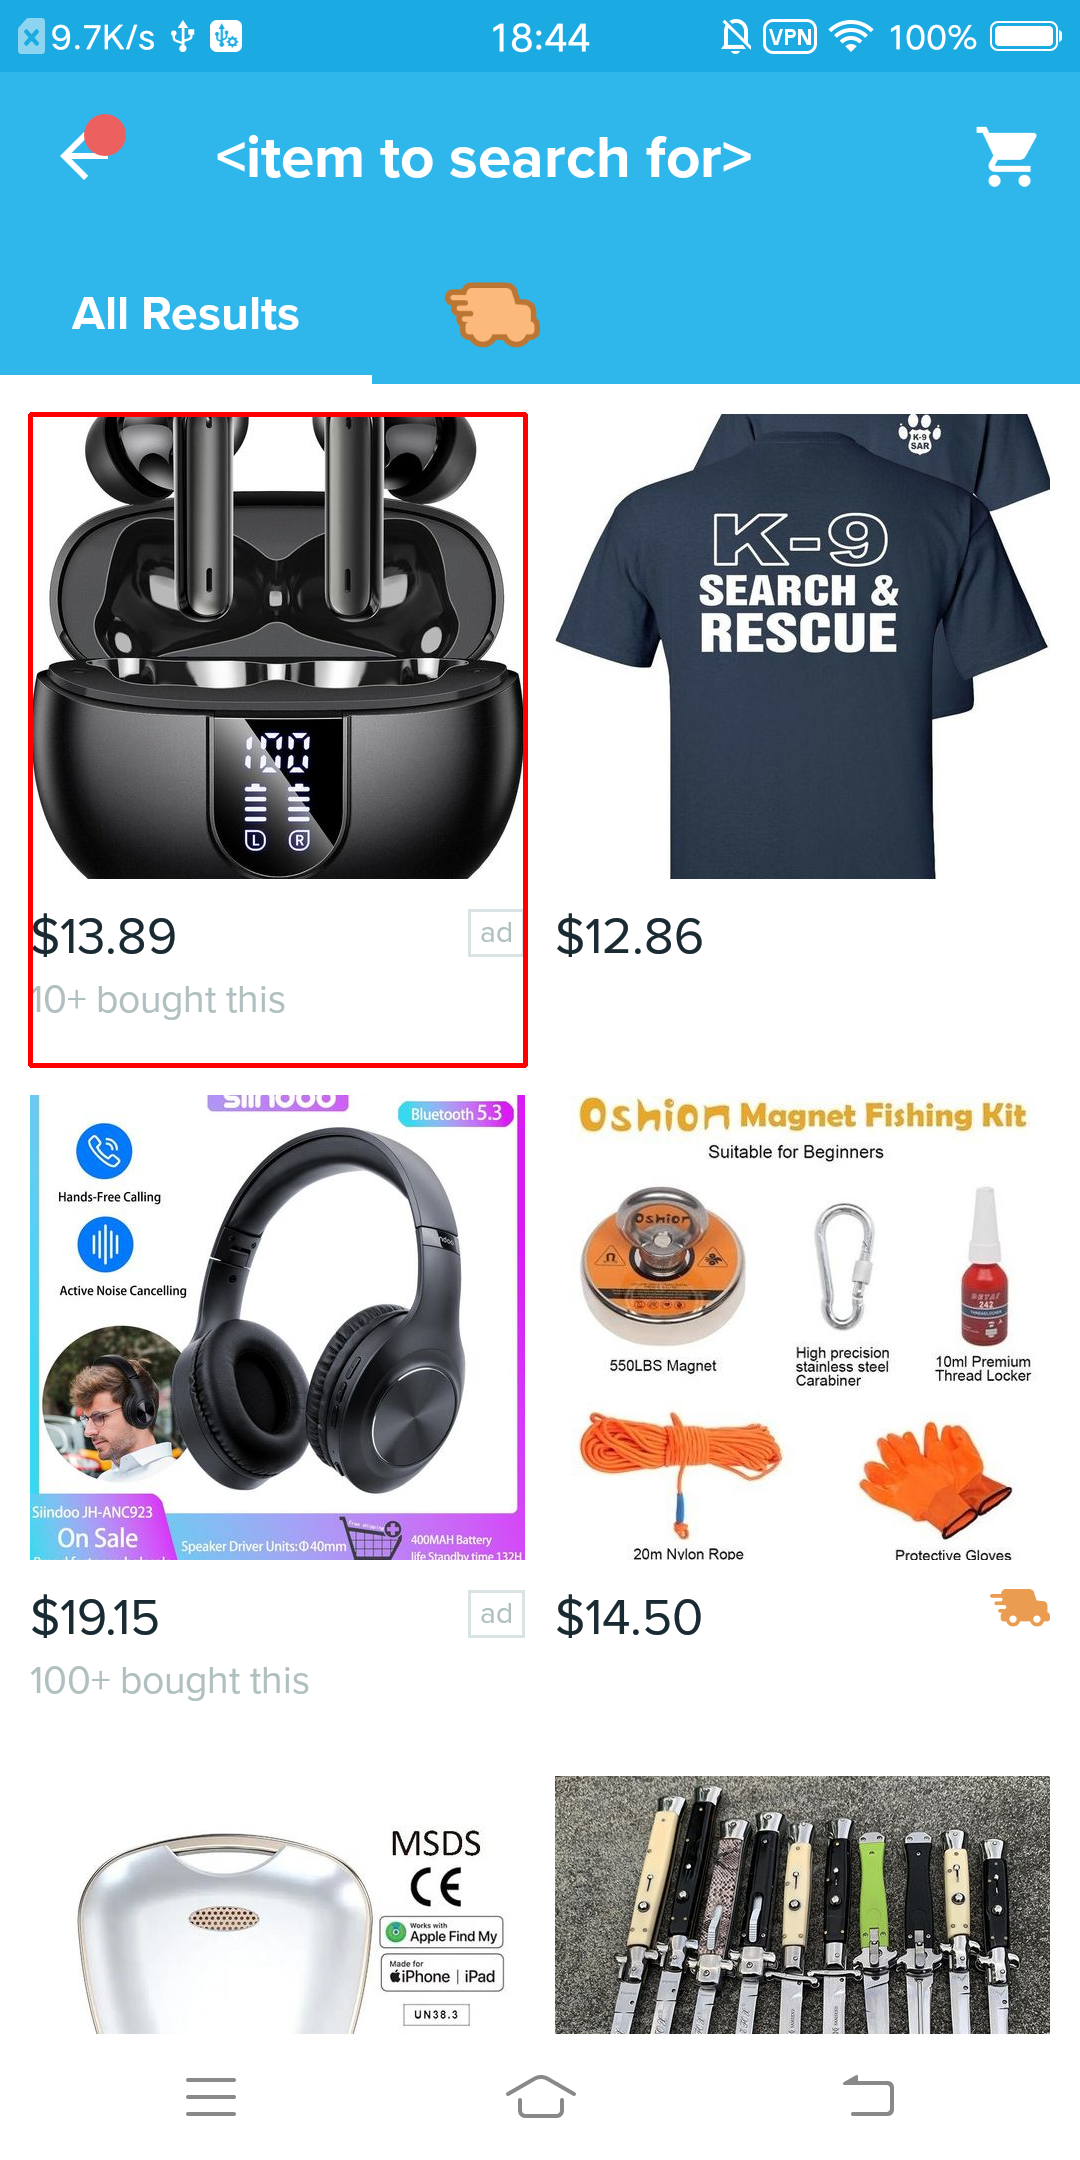 9.7K/s
18:44
VPN
100%
<item to search for>
All Results
100
L R
$13.89
ad
10+ bought this
K-9
SAR
K-9
SEARCH &
RESCUE
$12.86
Siindoo
Bluetooth 5.3
Hands-Free Calling
Active Noise Cancelling
Siindoo JH-ANC923
On Sale
Speaker Driver Units:Φ40mm
400MAH Battery
life Standby time 132H
$19.15
ad
100+ bought this
Oshion Magnet Fishing Kit
Suitable for Beginners
Oshion
550LBS Magnet
High precision
stainless steel
Carabiner
242
10ml Premium
Thread Locker
20m Nylon Rope
Protective Gloves
$14.50
MSDS
CE
Works with
Apple Find My
Made for
iPhone | iPad
UN38.3